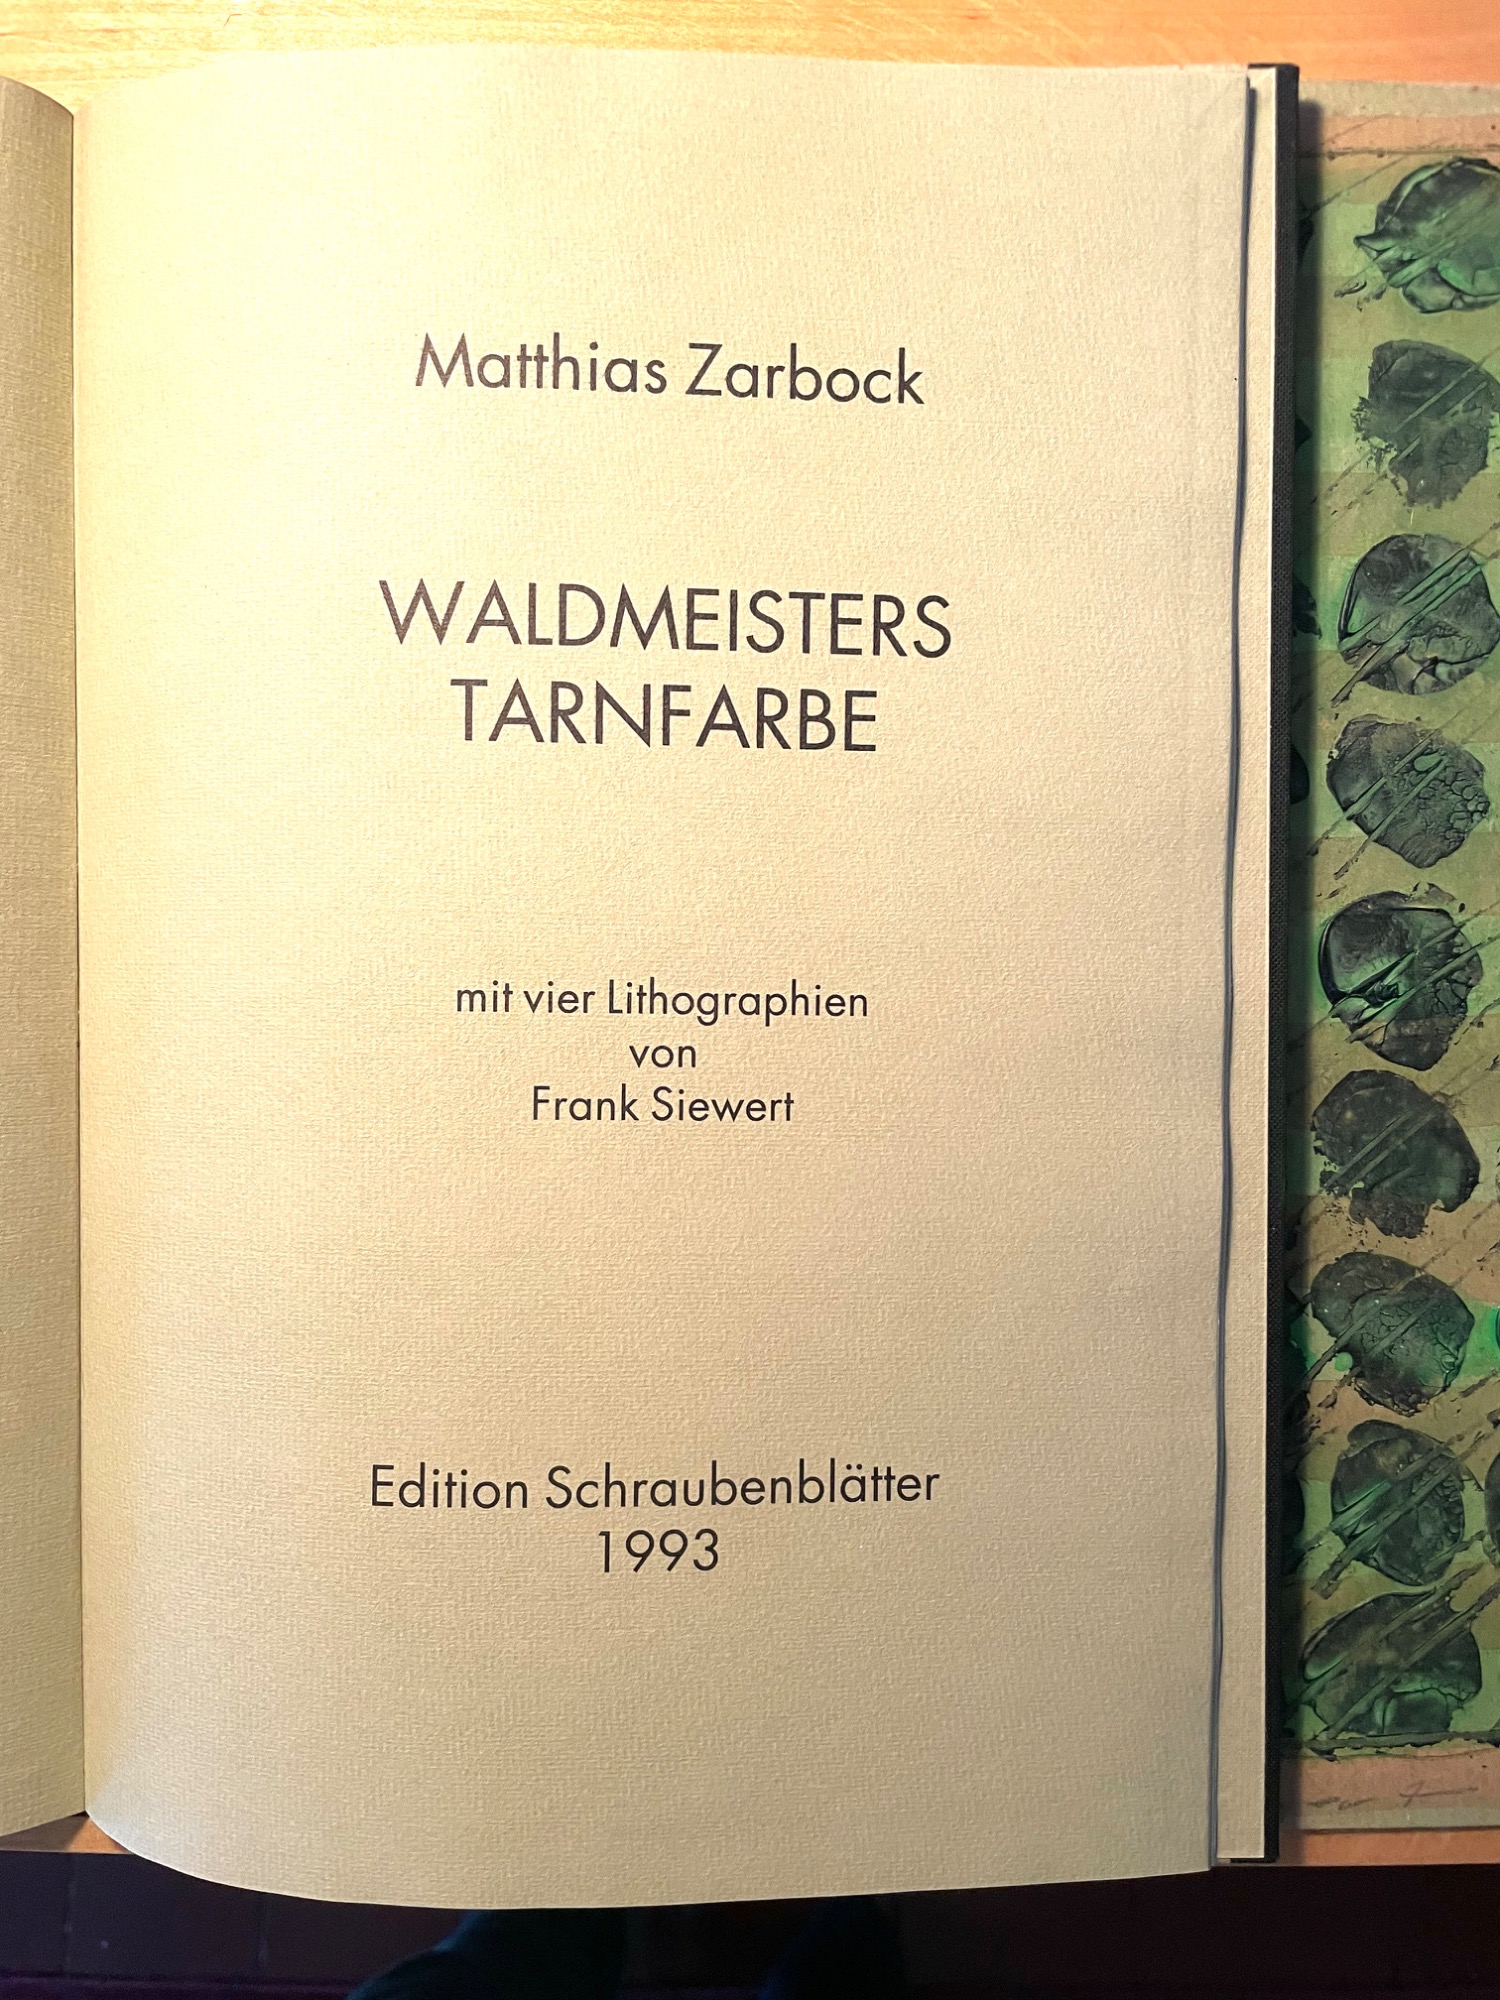 Matthias Zarbock
WALDMEISTERS
TARNFARBE
mit vier Lithographien
von
Frank Siewert
Edition Schraubenblätter
1993